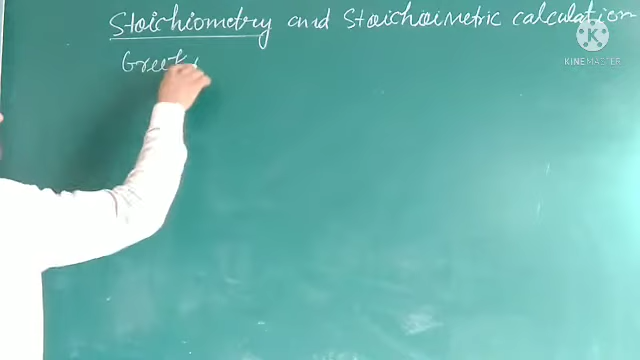 Stoichiometry and Stoichiometric calculation
Greek
K
KINEMASTER